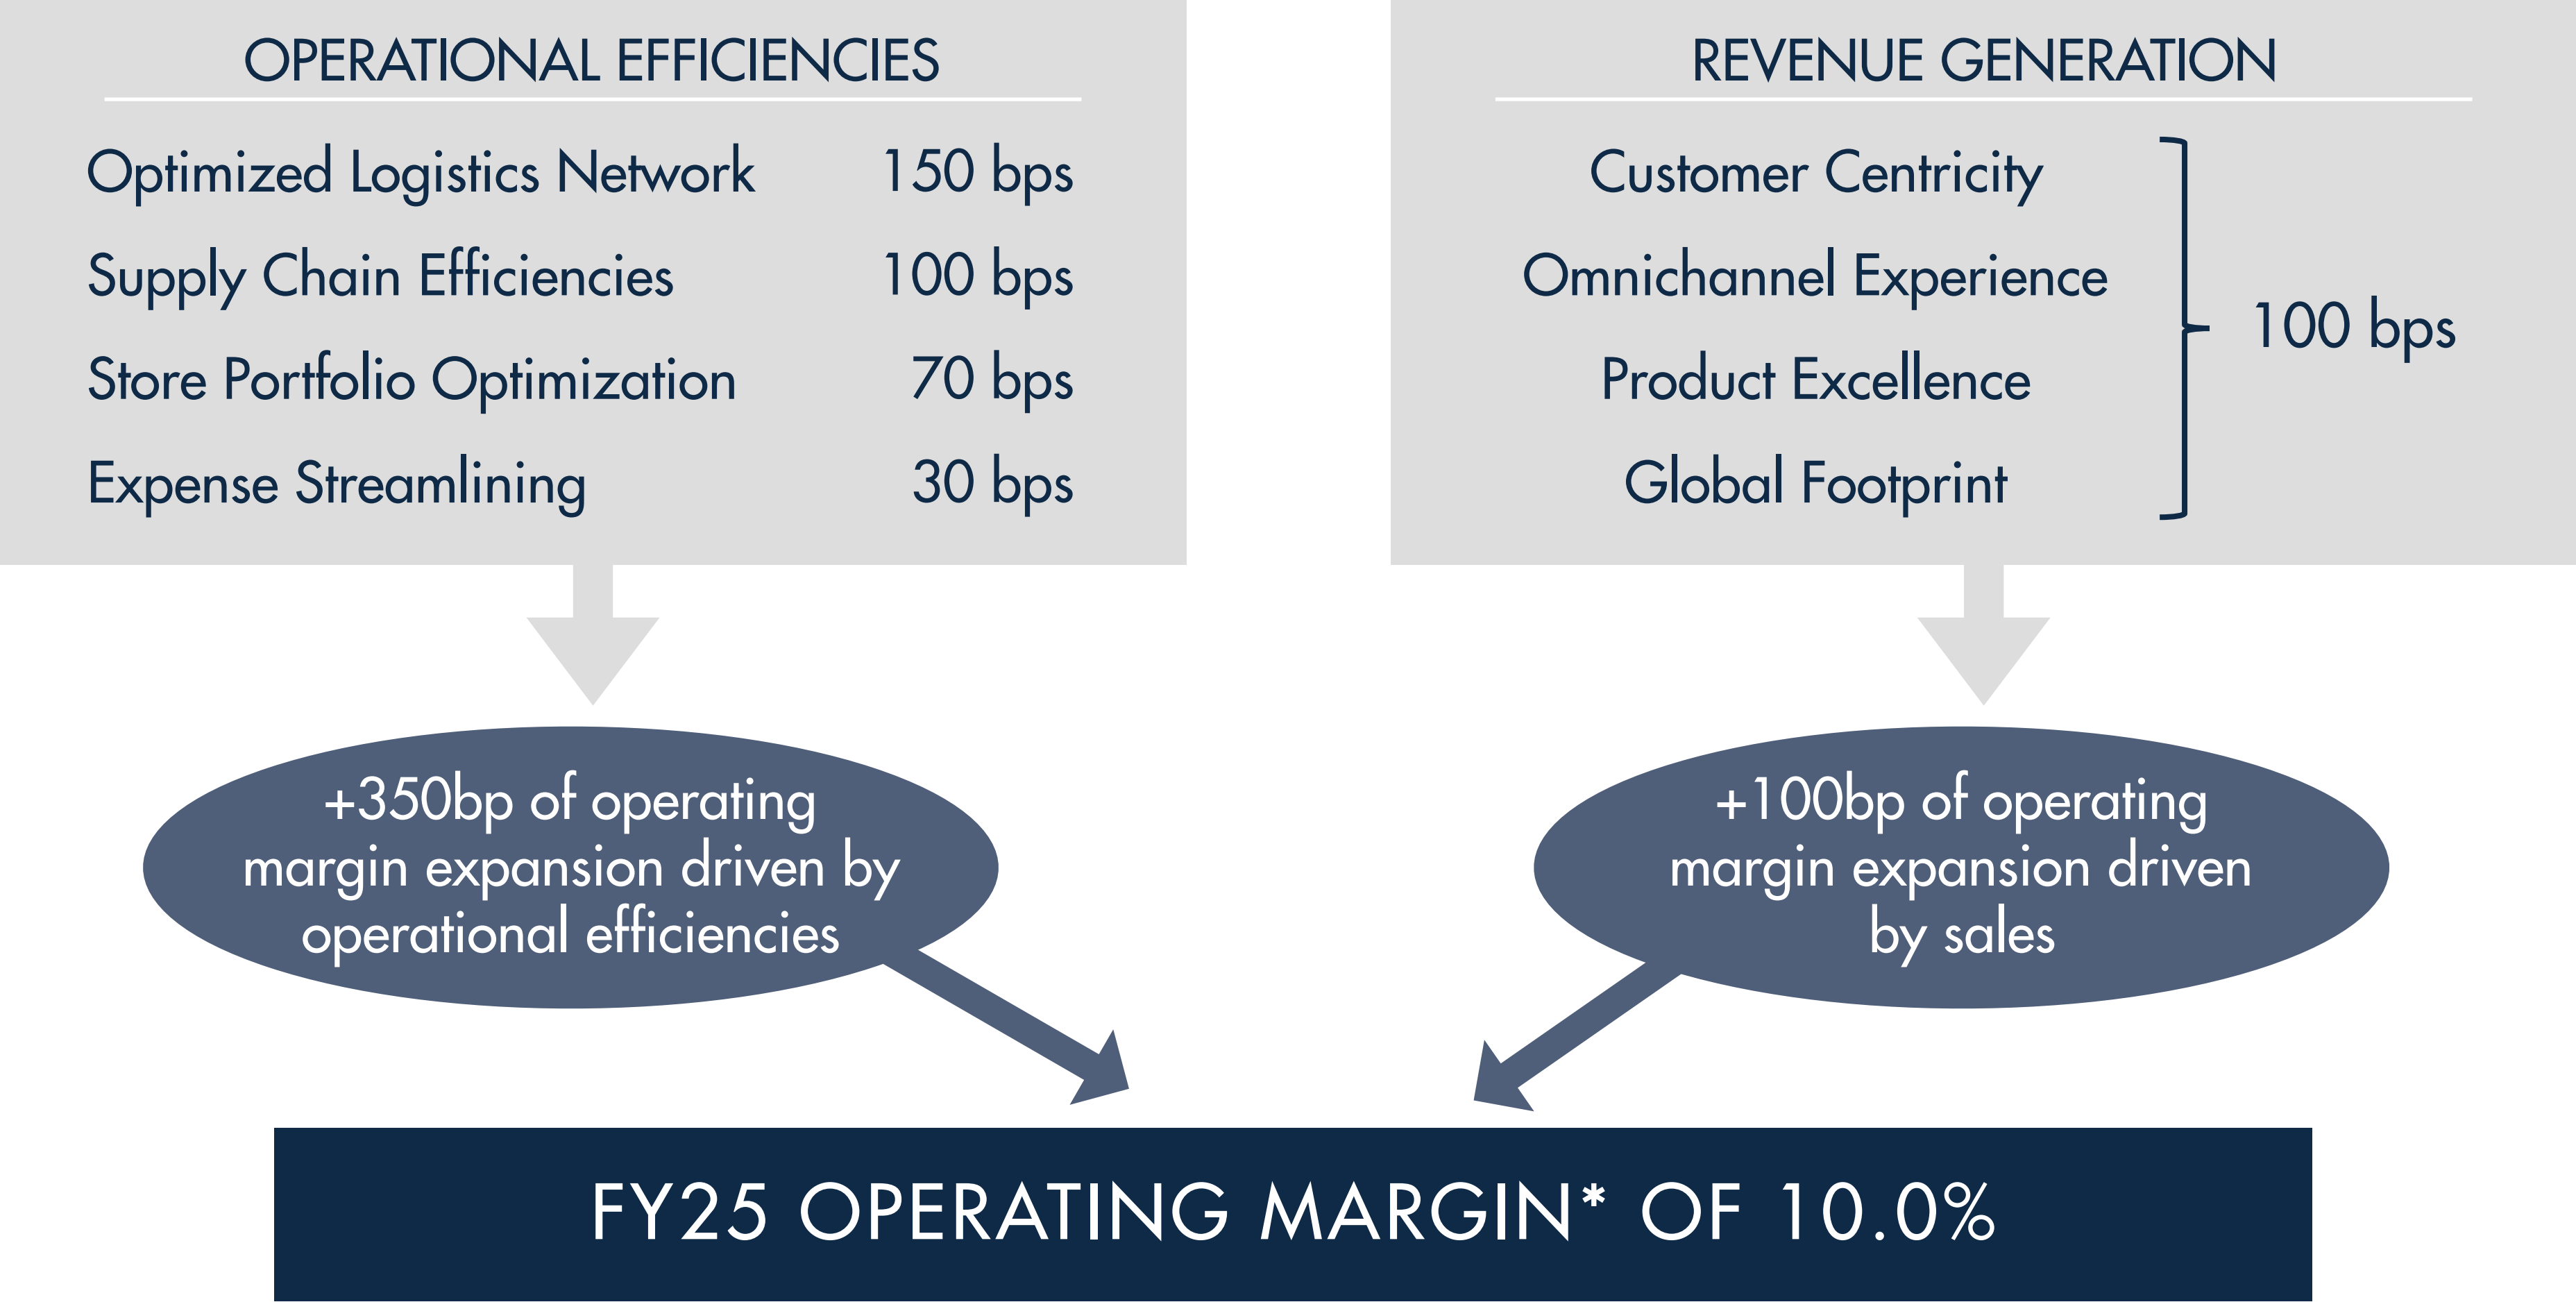 OPERATIONAL EFFICIENCIES
Optimized Logistics Network 150 bps
Supply Chain Efficiencies 100 bps
Store Portfolio Optimization 70 bps
Expense Streamlining 30 bps
REVENUE GENERATION
Customer Centricity
Omnichannel Experience
Product Excellence
Global Footprint
100 bps
+350bp of operating
margin expansion driven by
operational efficiencies
+100bp of operating
margin expansion driven
by sales
FY25 OPERATING MARGIN* OF 10.0%